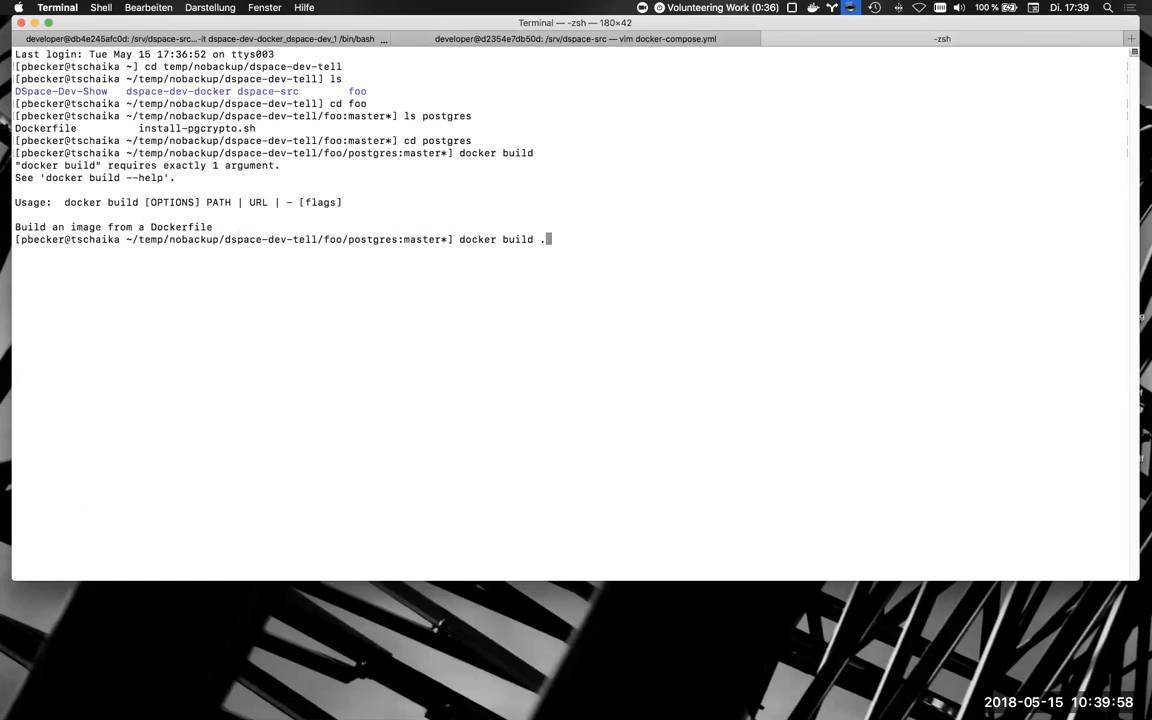 Terminal Shell Bearbeiten Darstellung Fenster Hilfe Volunteering Work (0:36) 100 % Di. 17:39
Terminal — -zsh — 180×42
developer@db4e245afc0d: /srv/dspace-src...-it dspace-dev-docker_dspace-dev_1 /bin/bash ...
developer@d2354e7db50d: /srv/dspace-src — vim docker-compose.yml
-zsh
Last login: Tue May 15 17:36:52 on ttys003
[pbecker@tschaika ~] cd temp/nobackup/dspace-dev-tell
[pbecker@tschaika ~/temp/nobackup/dspace-dev-tell] ls
DSpace-Dev-Show dspace-dev-docker dspace-src foo
[pbecker@tschaika ~/temp/nobackup/dspace-dev-tell] cd foo
[pbecker@tschaika ~/temp/nobackup/dspace-dev-tell/foo:master*] ls postgres
Dockerfile install-pgcrypto.sh
[pbecker@tschaika ~/temp/nobackup/dspace-dev-tell/foo:master*] cd postgres
[pbecker@tschaika ~/temp/nobackup/dspace-dev-tell/foo/postgres:master*] docker build
"docker build" requires exactly 1 argument.
See 'docker build --help'.
Usage: docker build [OPTIONS] PATH | URL | - [flags]
Build an image from a Dockerfile
[pbecker@tschaika ~/temp/nobackup/dspace-dev-tell/foo/postgres:master*] docker build .
2018-05-15 10:39:58